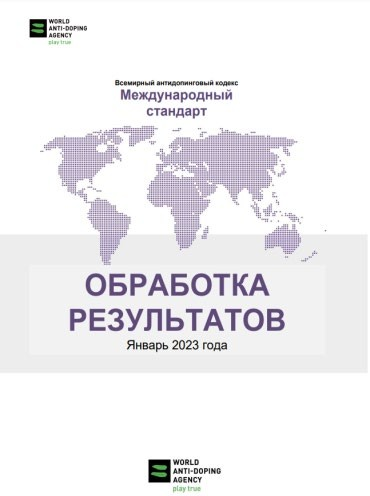 WORLD
ANTI-DOPING
AGENCY
play true
Всемирный антидопинговый кодекс
Международный
стандарт
ОБРАБОТКА
РЕЗУЛЬТАТОВ
Январь 2023 года
WORLD
ANTI-DOPING
AGENCY
play true